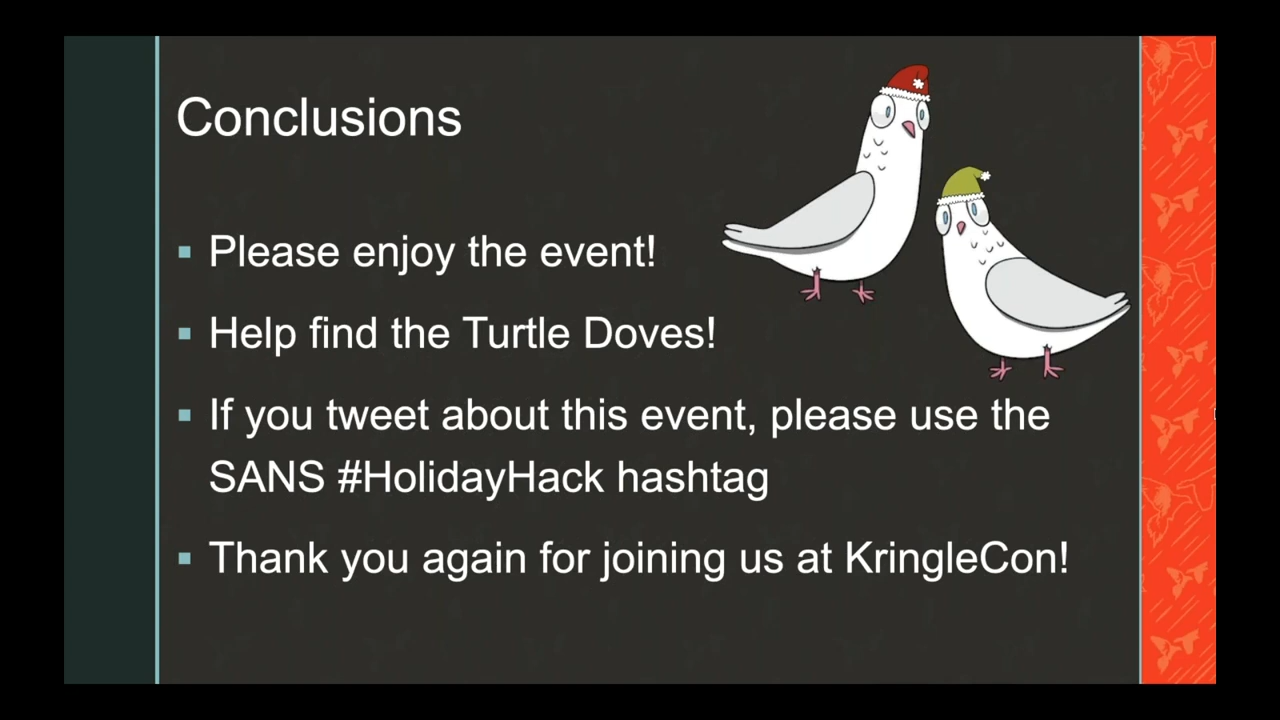 Conclusions
Please enjoy the event!
Help find the Turtle Doves!
If you tweet about this event, please use the
SANS #HolidayHack hashtag
Thank you again for joining us at KringleCon!